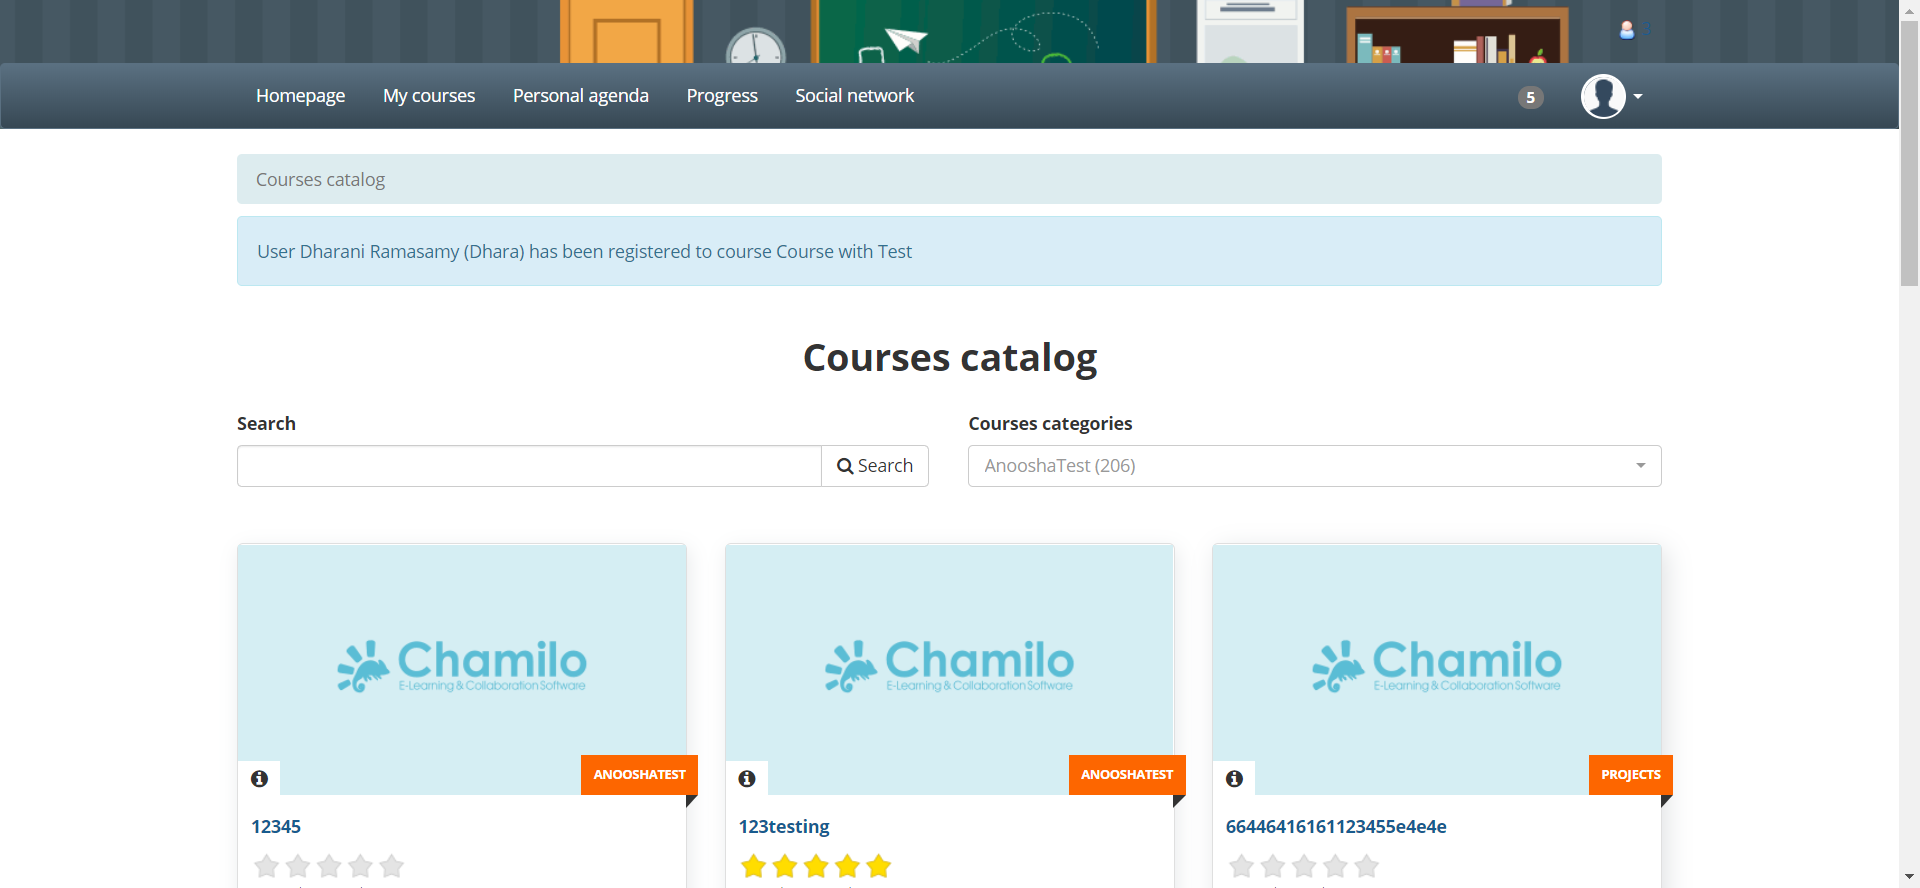 Homepage My courses Personal agenda Progress Social network 5
Courses catalog
User Dharani Ramasamy (Dhara) has been registered to course Course with Test
Courses catalog
Search
Courses categories
Search
AnooshaTest (206)
Chamilo
E-Learning & Collaboration Software
ANOOSHATEST
12345
Chamilo
E-Learning & Collaboration Software
ANOOSHATEST
123testing
Chamilo
E-Learning & Collaboration Software
PROJECTS
66446416161123455e4e4e